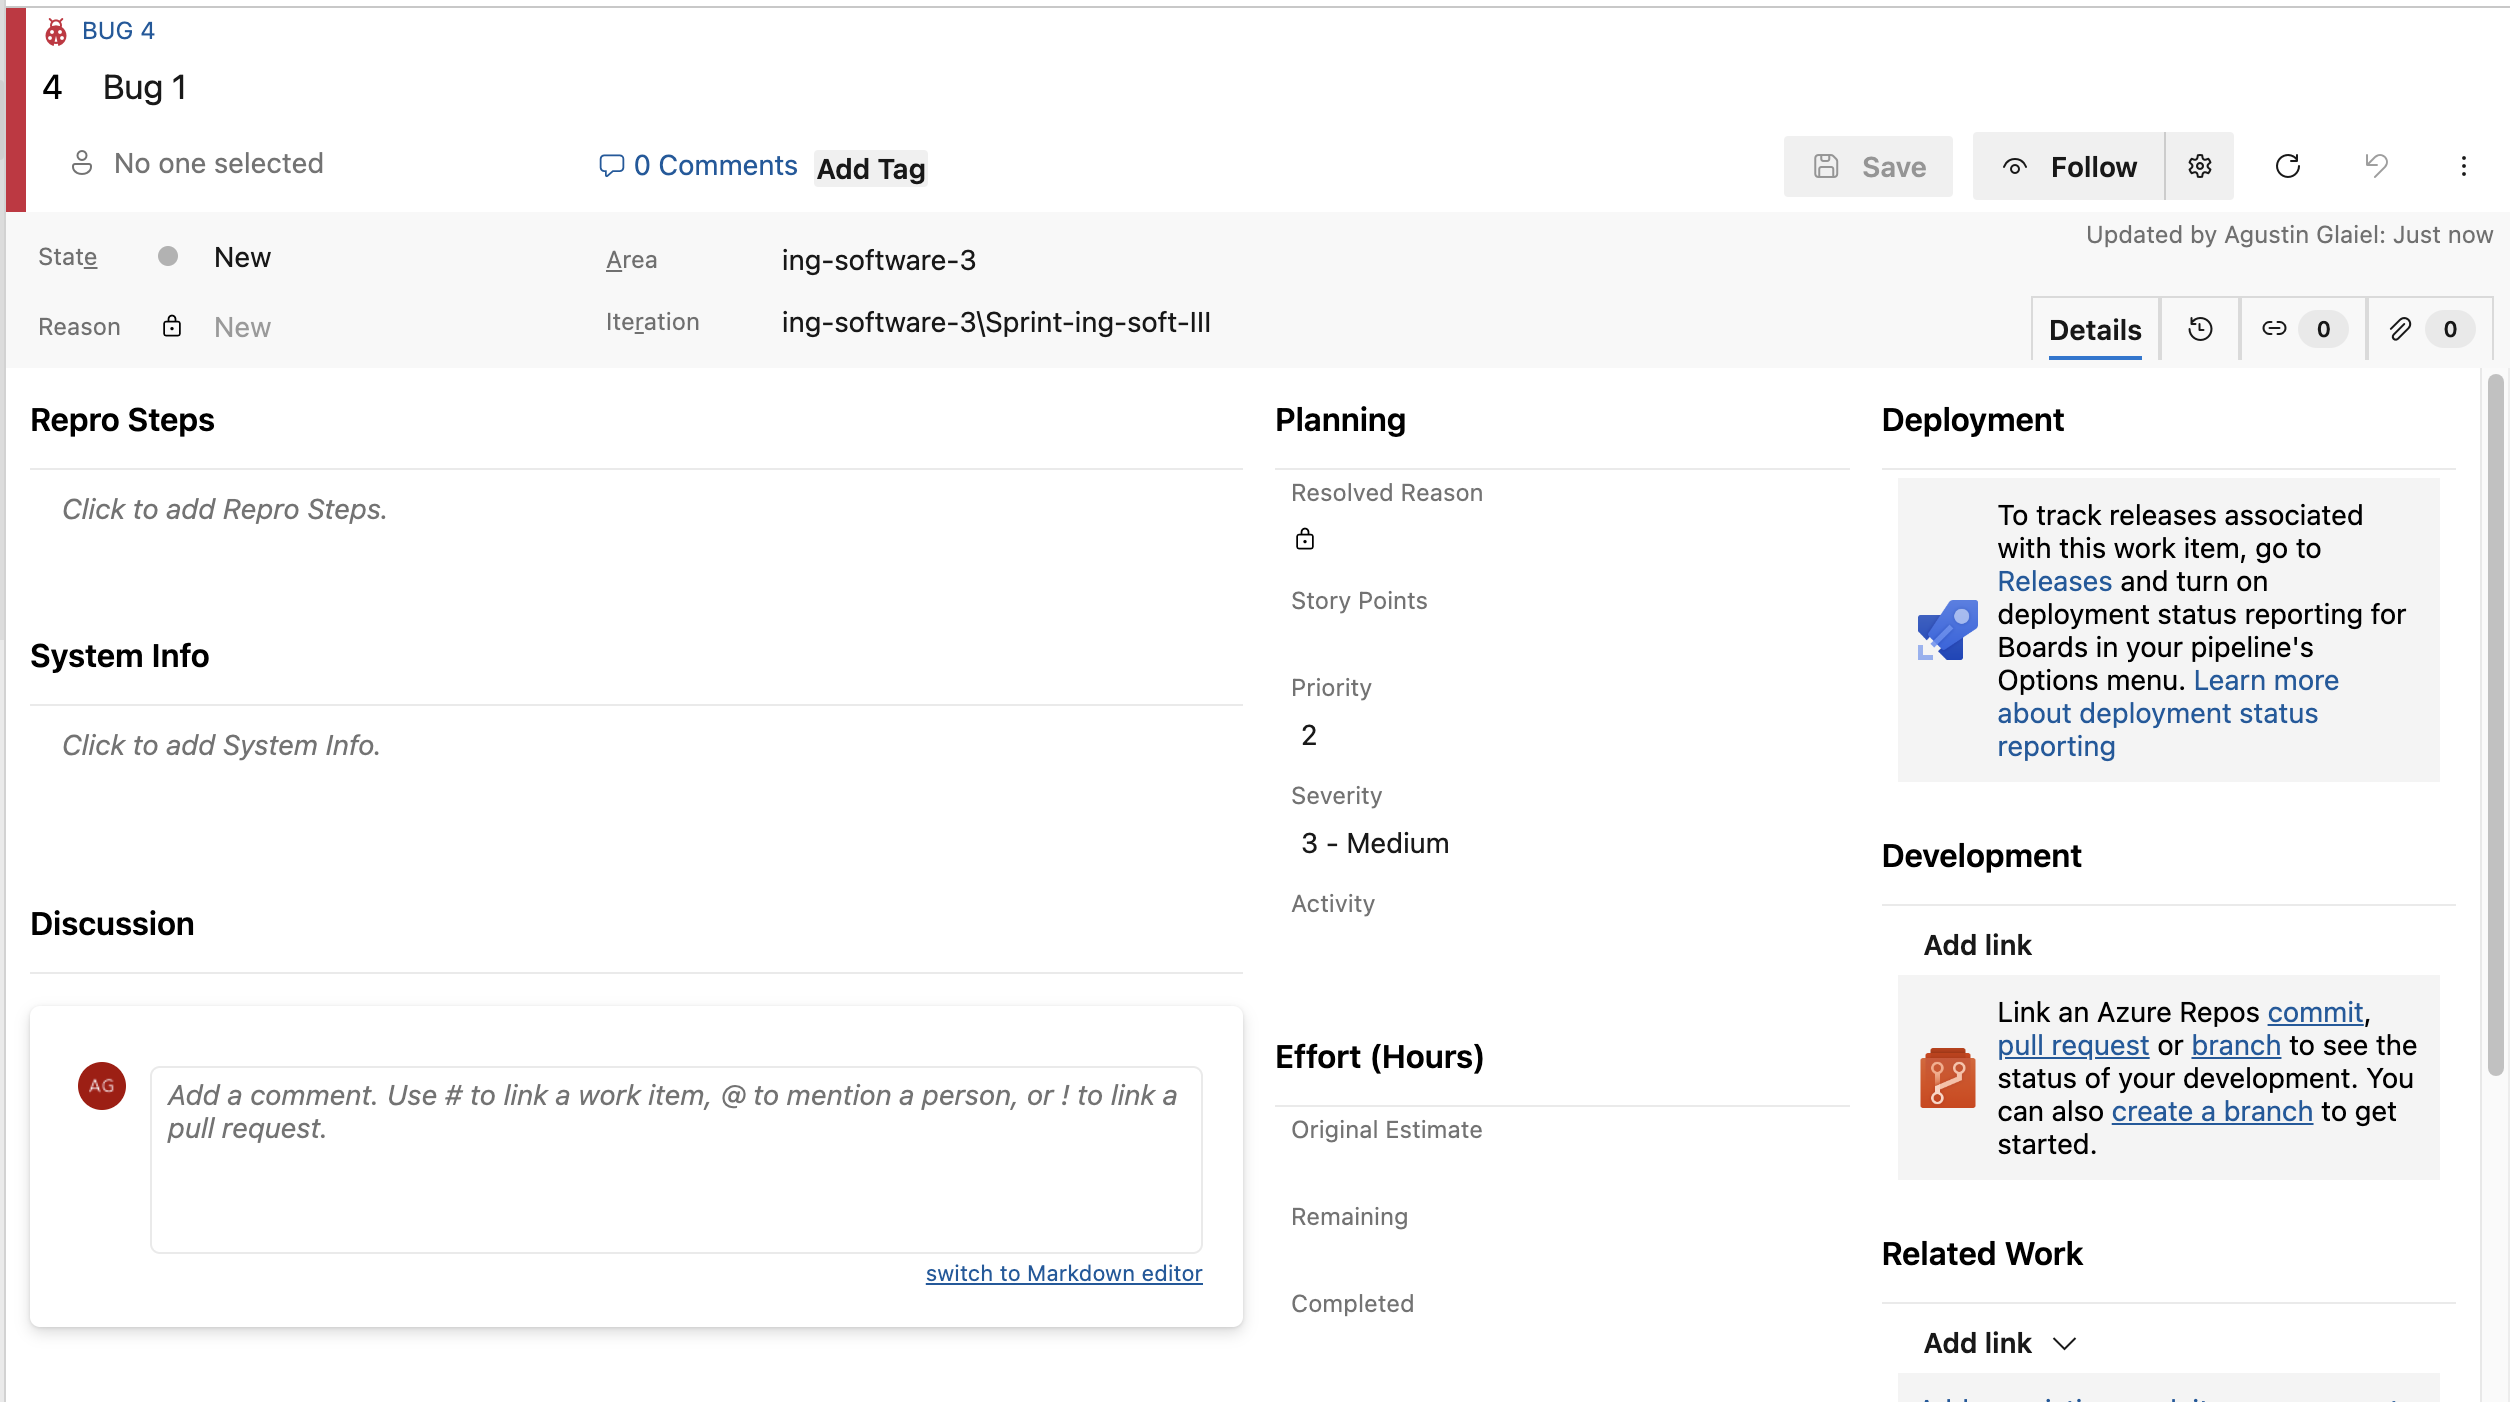 BUG 4
4 Bug 1
No one selected
0 Comments Add Tag
Save
Follow
State New
Area ing-software-3
Updated by Agustin Glaiel: Just now
Reason New
Iteration ing-software-3\Sprint-ing-soft-III
Details
0
0
Repro Steps
Click to add Repro Steps.
System Info
Click to add System Info.
Discussion
AG
Add a comment. Use # to link a work item, @ to mention a person, or ! to link a
pull request.
switch to Markdown editor
Planning
Resolved Reason
Story Points
Priority
2
Severity
3 - Medium
Activity
Effort (Hours)
Original Estimate
Remaining
Completed
Deployment
To track releases associated
with this work item, go to
Releases and turn on
deployment status reporting for
Boards in your pipeline's
Options menu. Learn more
about deployment status
reporting
Development
Add link
Link an Azure Repos commit,
pull request or branch to see the
status of your development. You
can also create a branch to get
started.
Related Work
Add link